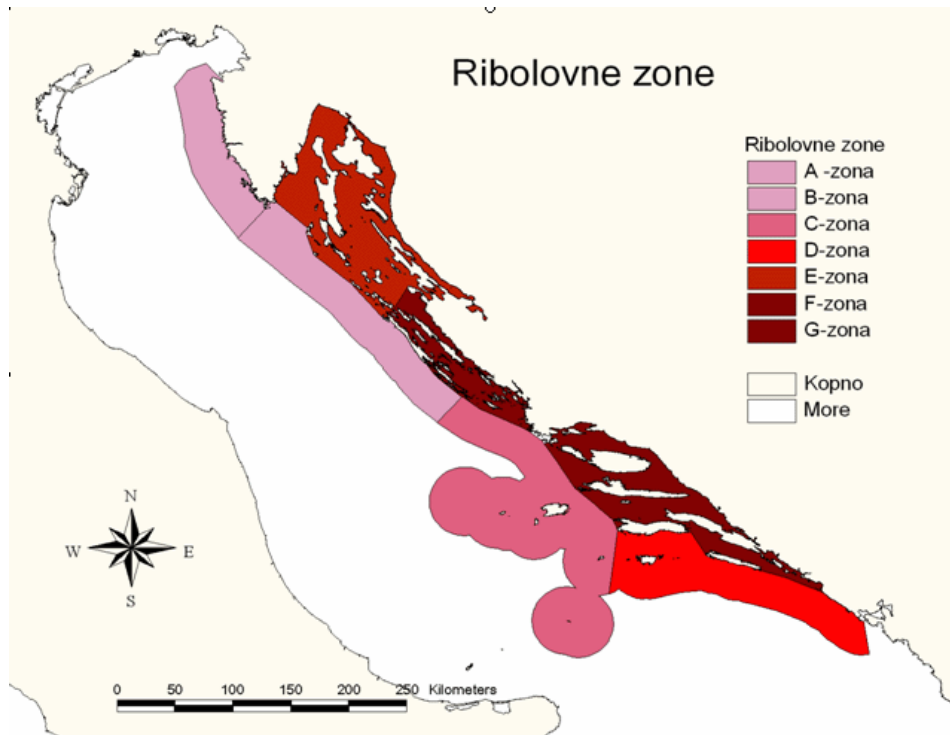 Ribolovne zone
Ribolovne zone
A -zona
B-zona
C-zona
D-zona
E-zona
F-zona
G-zona
Kopno
More
N
W E
S
0 50 100 150 200 250 Kilometers